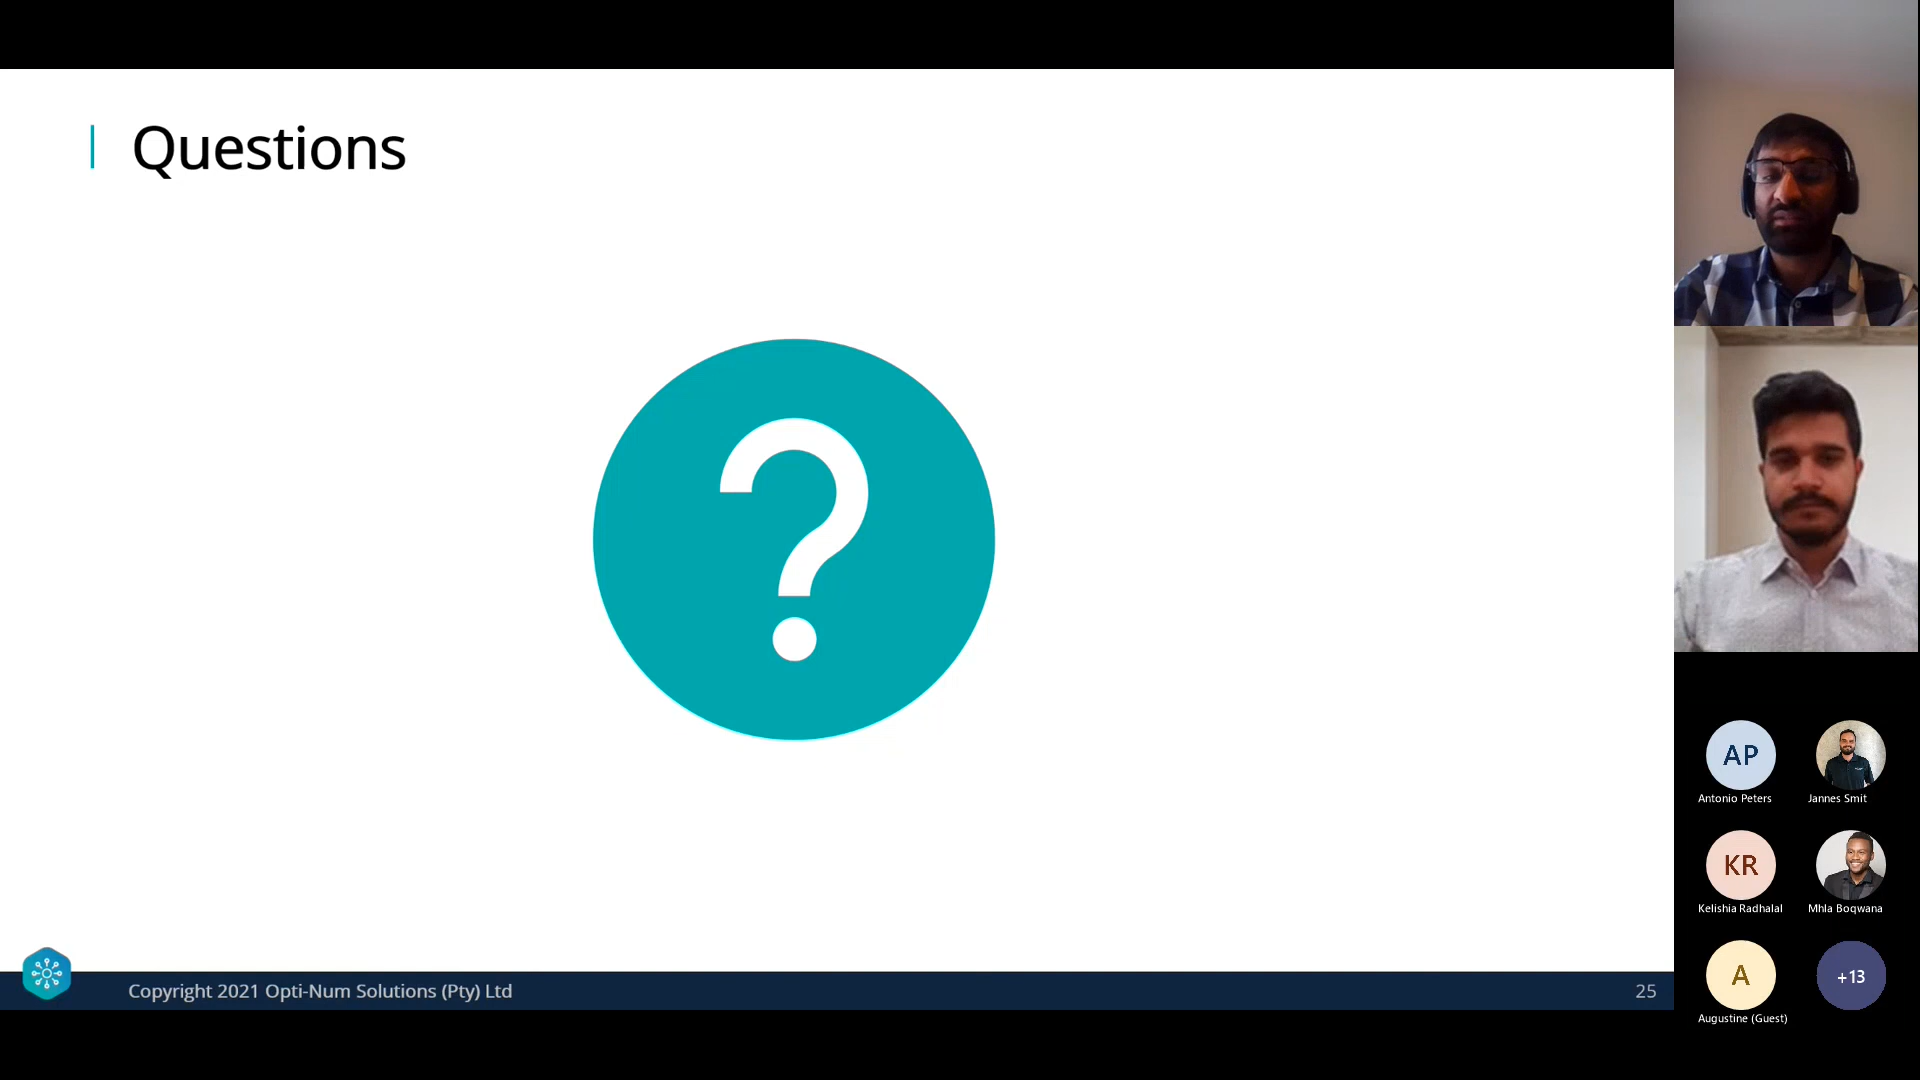 Questions
?
Copyright 2021 Opti-Num Solutions (Pty) Ltd
25
AP
Antonio Peters
Jannes Smit
KR
Kelishia Radhalal
Mhla Boqwana
A
Augustine (Guest)
+13